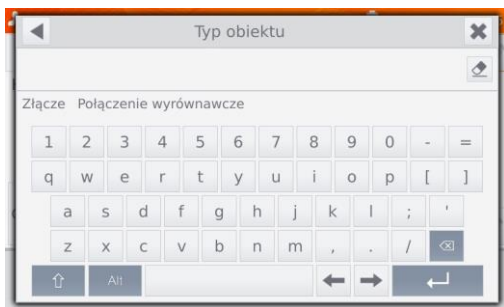 Typ obiektu
Złącze Połączenie wyrównawcze
1 2 3 4 5 6 7 8 9 0 - =
q w e r t y u i o p [ ]
a s d f g h j k l ; '
z x c v b n m , . /
Alt